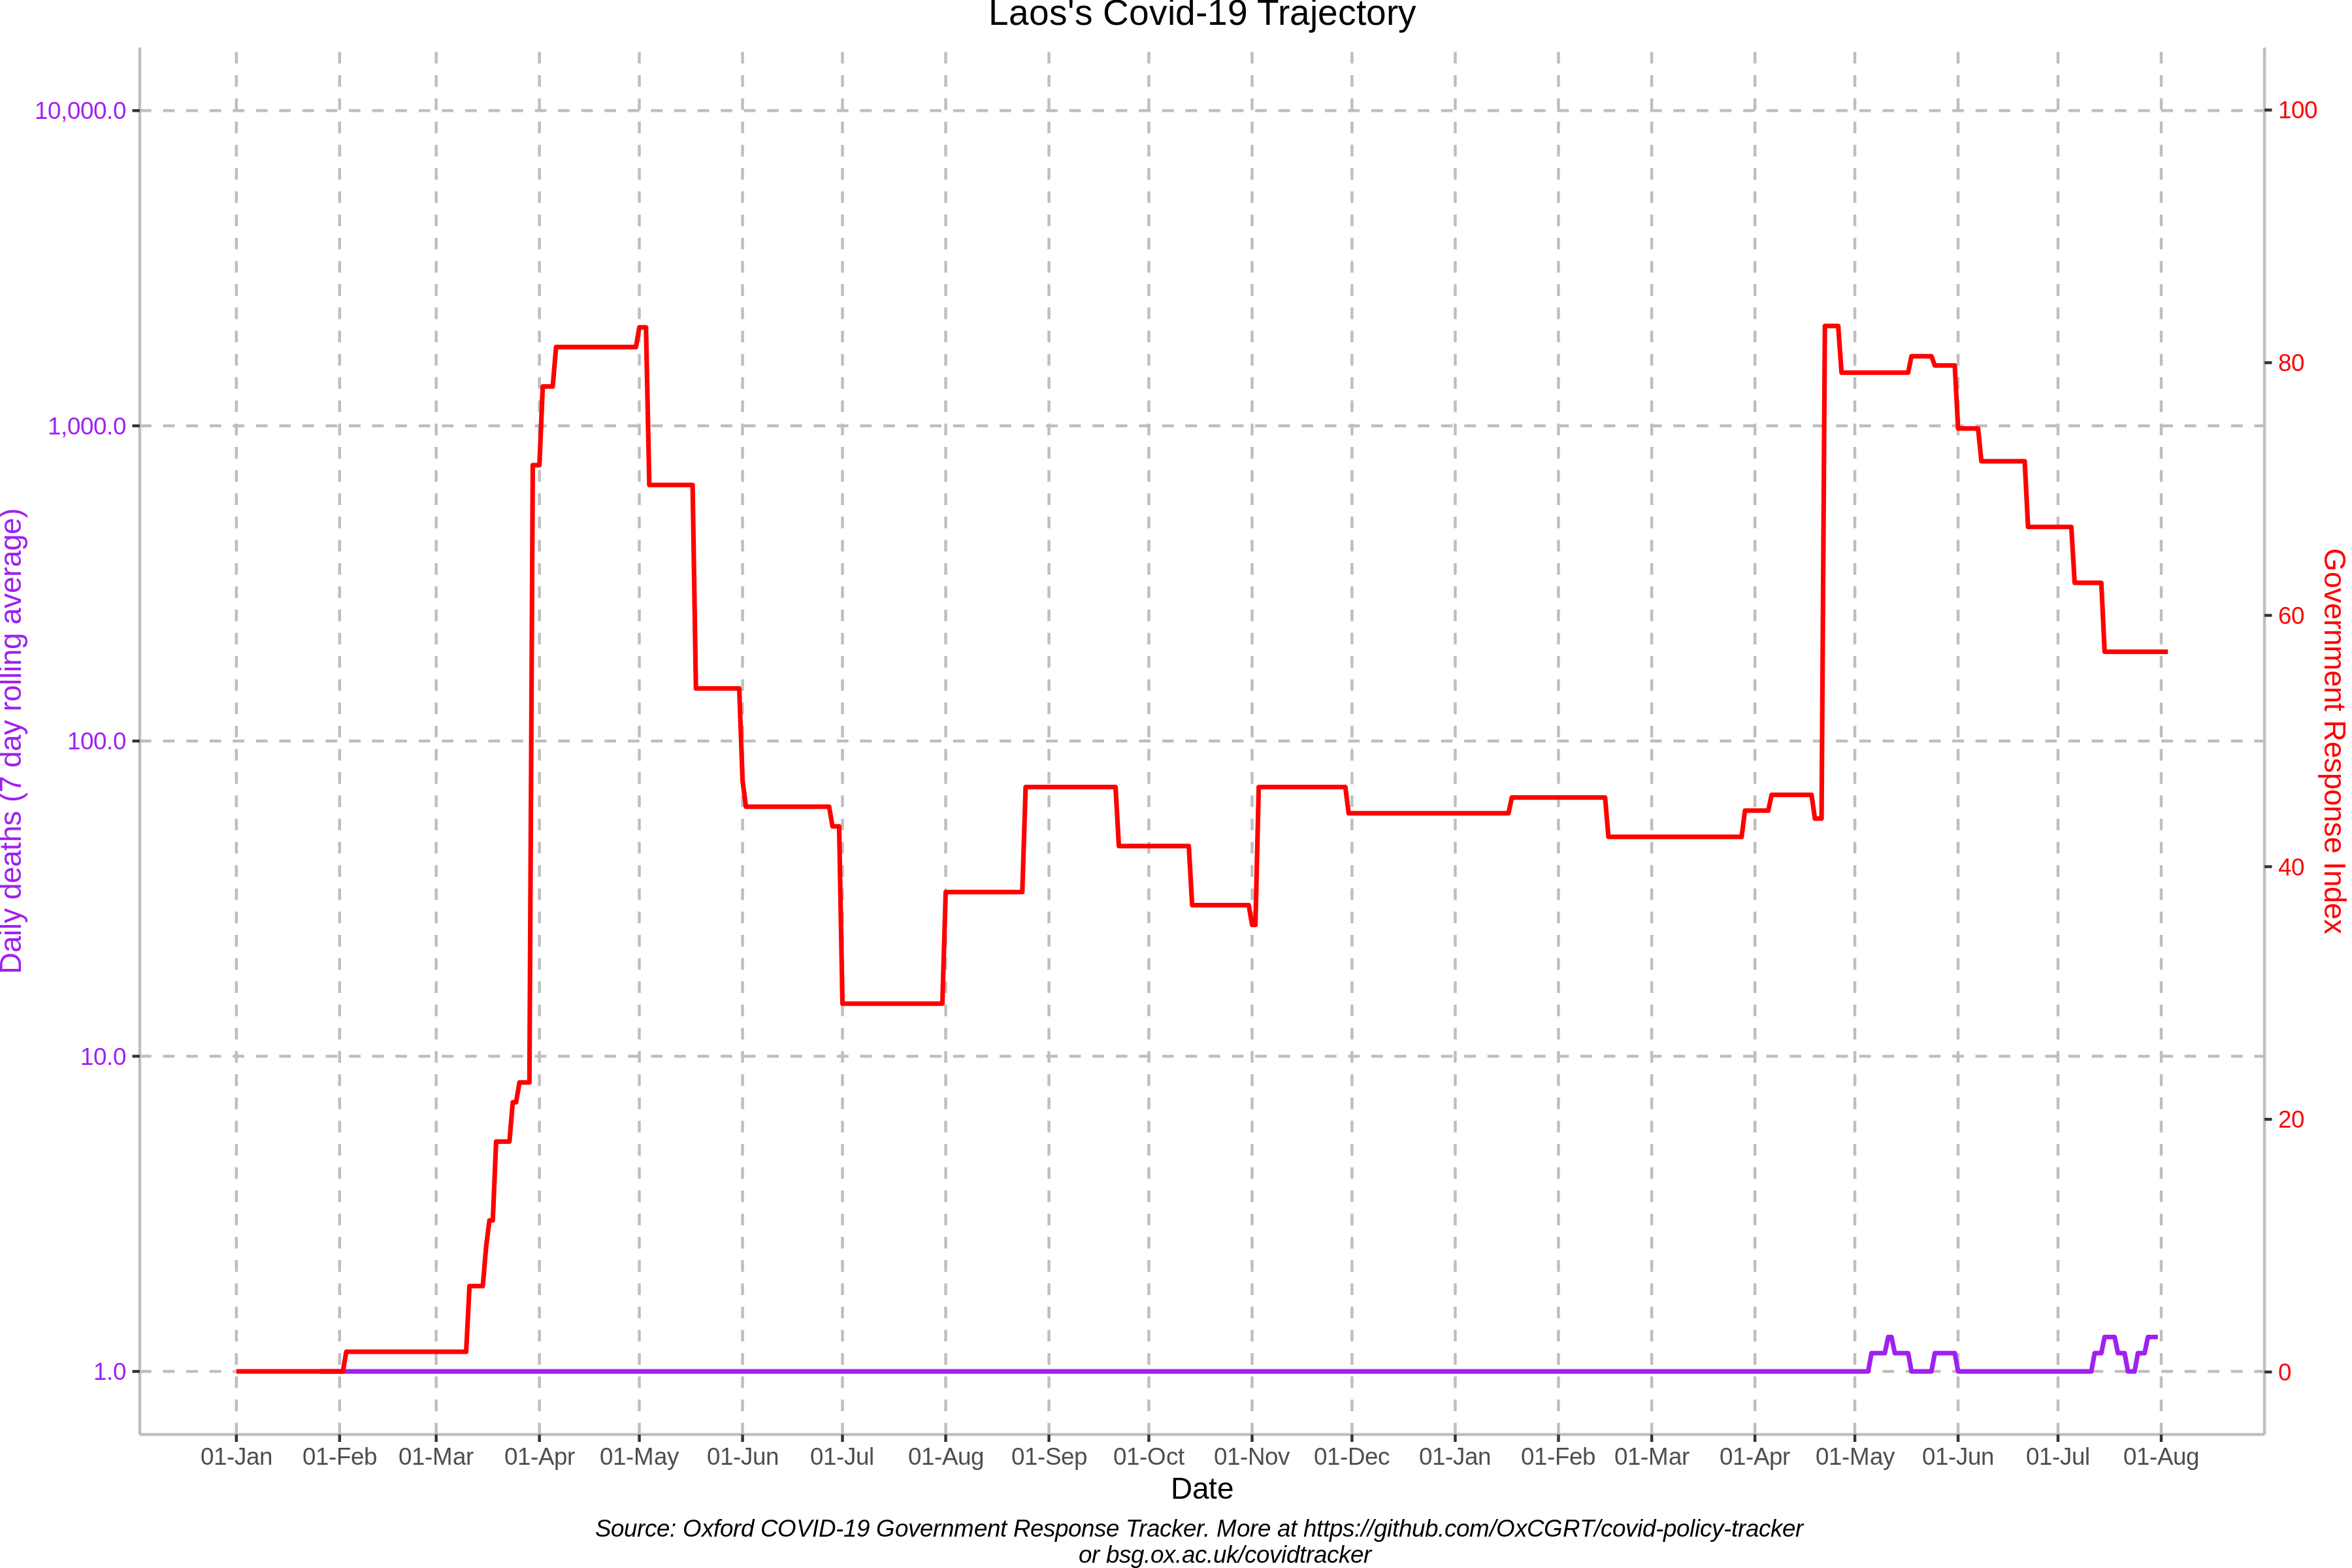 Laos's Covid-19 Trajectory
Daily deaths (7 day rolling average)
10,000.0
1,000.0
100.0
10.0
1.0
100
80
60
40
20
0
Government Response Index
01-Jan 01-Feb 01-Mar 01-Apr 01-May 01-Jun 01-Jul 01-Aug 01-Sep 01-Oct 01-Nov 01-Dec 01-Jan 01-Feb 01-Mar 01-Apr 01-May 01-Jun 01-Jul 01-Aug
Date
Source: Oxford COVID-19 Government Response Tracker. More at https://github.com/OxCGRT/covid-policy-tracker
or bsg.ox.ac.uk/covidtracker